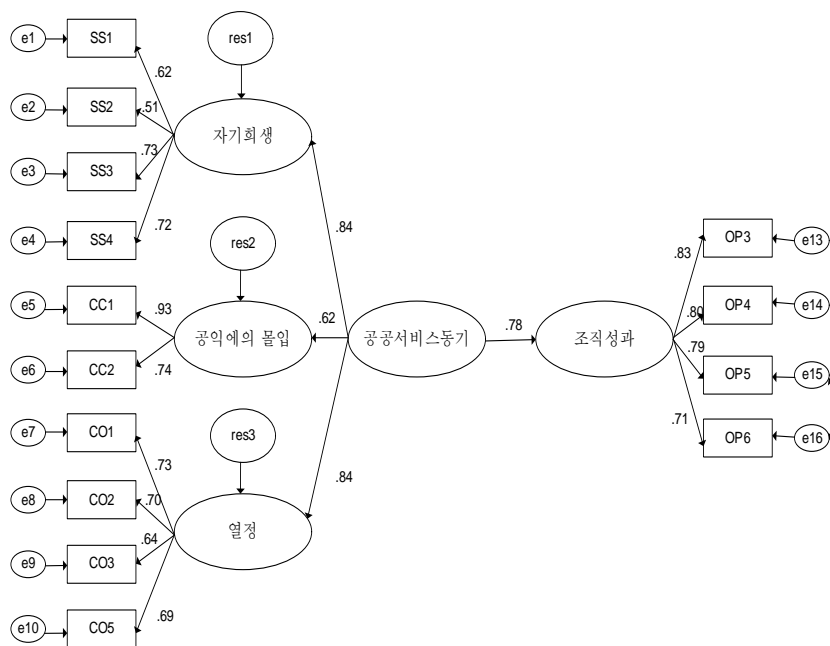 e1 SS1 res1
.62
e2 SS2 .51
자기희생
e3 SS3 .73
e4 SS4 .72
.84
res2
OP3 e13
.83
e5 CC1 .93
.62
OP4 e14
.80
공익에의 몰입
공공서비스동기
.78
조직성과
e6 CC2 .74
.79
OP5 e15
e7 CO1 res3
.71
OP6 e16
.73
.84
e8 CO2 .70
열정
e9 CO3 .64
e10 CO5 .69